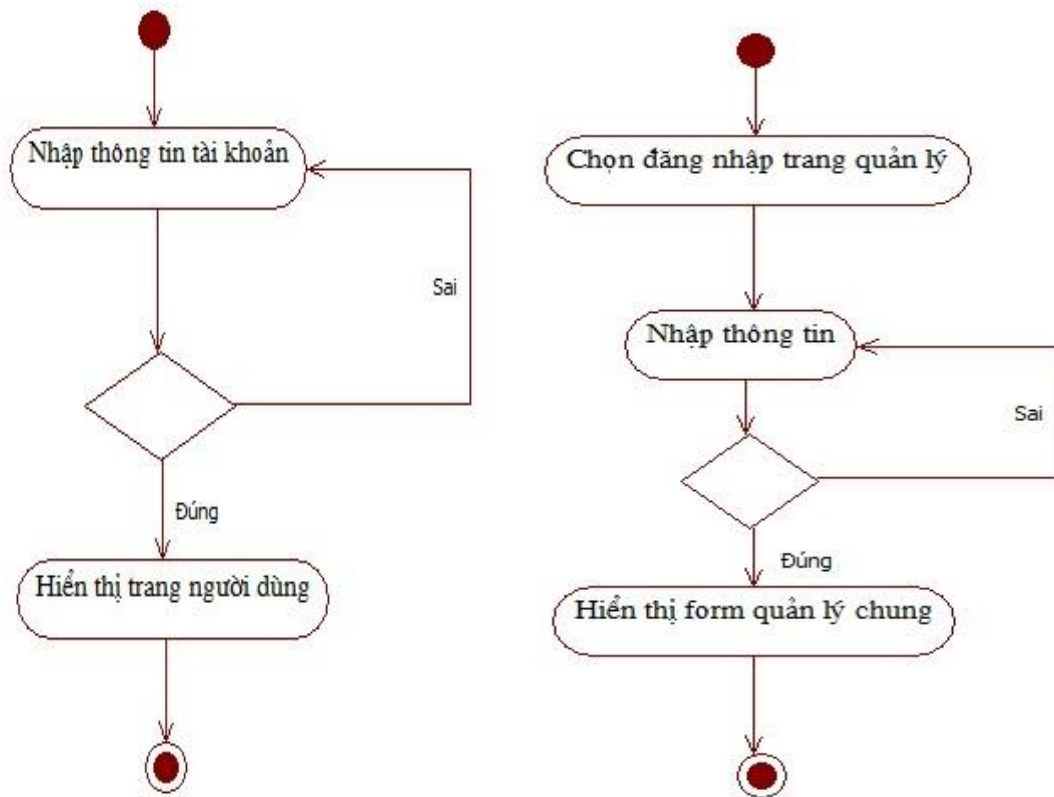 Nhập thông tin tài khoản
Sai
Đúng
Hiển thị trang người dùng
Chọn đăng nhập trang quản lý
Nhập thông tin
Sai
Đúng
Hiển thị form quản lý chung